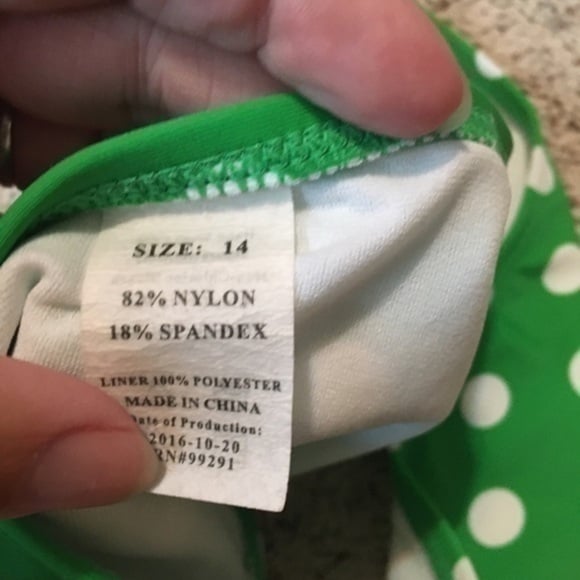 SIZE: 14
82% NYLON
18% SPANDEX
LINER 100% POLYESTER
MADE IN CHINA
of Production:
2016-10-20
RN#99291